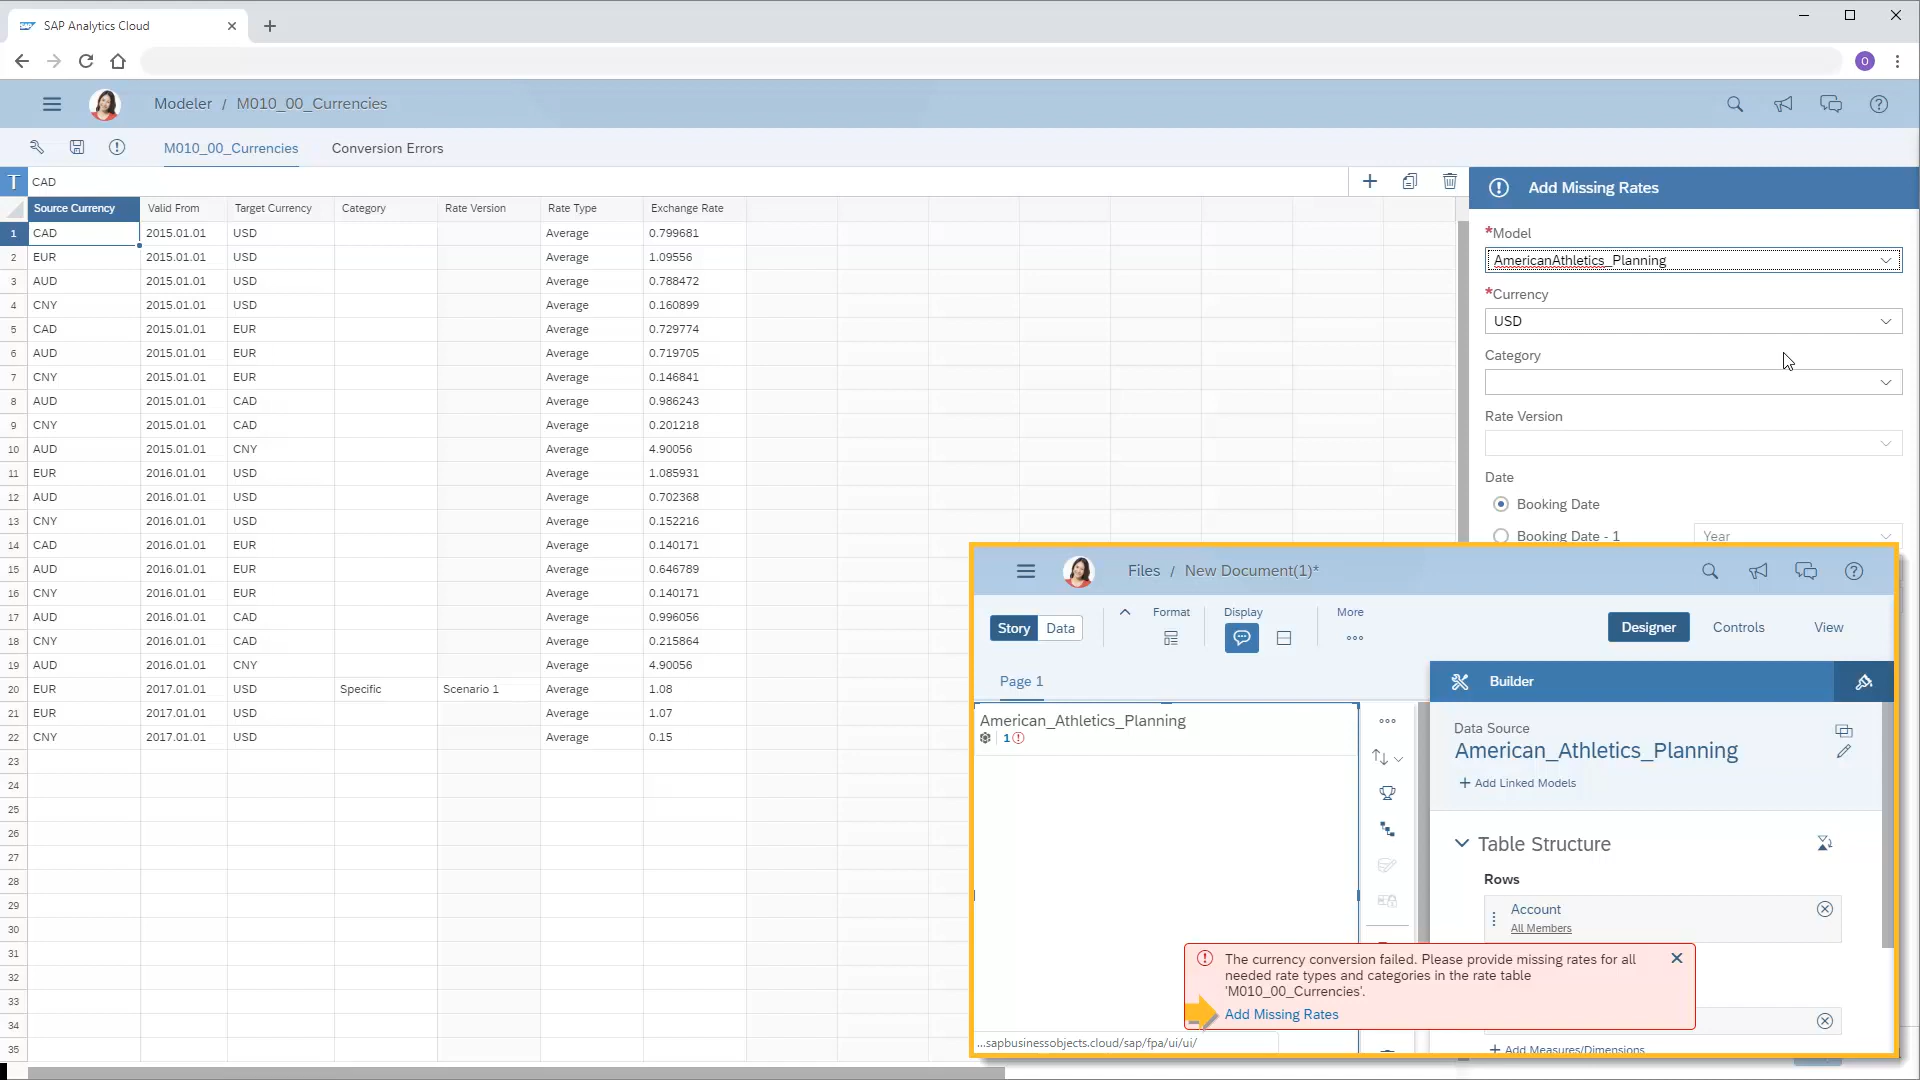 SAP Analytics Cloud
O
Modeler / M010_00_Currencies
M010_00_Currencies Conversion Errors
CAD
Source Currency Valid From Target Currency Category Rate Version Rate Type Exchange Rate
1 CAD 2015.01.01 USD Average 0.799681
2 EUR 2015.01.01 USD Average 1.09556
3 AUD 2015.01.01 USD Average 0.788472
4 CNY 2015.01.01 USD Average 0.160899
5 CAD 2015.01.01 EUR Average 0.729774
6 AUD 2015.01.01 EUR Average 0.719705
7 CNY 2015.01.01 EUR Average 0.146841
8 AUD 2015.01.01 CAD Average 0.986243
9 CNY 2015.01.01 CAD Average 0.201218
10 AUD 2015.01.01 CNY Average 4.90056
11 EUR 2016.01.01 USD Average 1.085931
12 AUD 2016.01.01 USD Average 0.702368
13 CNY 2016.01.01 USD Average 0.152216
14 CAD 2016.01.01 EUR Average 0.140171
15 AUD 2016.01.01 EUR Average 0.646789
16 CNY 2016.01.01 EUR Average 0.140171
17 AUD 2016.01.01 CAD Average 0.996056
18 CNY 2016.01.01 CAD Average 0.215864
19 AUD 2016.01.01 CNY Average 4.90056
20 EUR 2017.01.01 USD Specific Scenario 1 Average 1.08
21 EUR 2017.01.01 USD Average 1.07
22 CNY 2017.01.01 USD Average 0.15
23
24
25
26
27
28
29
30
31
32
33
34
35
Add Missing Rates
*Model
AmericanAthletics_Planning
*Currency
USD
Category
Rate Version
Date
Booking Date
Booking Date - 1 Year
Files / New Document(1)*
Story Data
Format
Display
More
Designer Controls View
Page 1
American_Athletics_Planning
1
Builder
Data Source
American_Athletics_Planning
+ Add Linked Models
Table Structure
Rows
Account
All Members
The currency conversion failed. Please provide missing rates for all
needed rate types and categories in the rate table
'M010_00_Currencies'.
Add Missing Rates
+ Add Measures/Dimensions
...sapbusinessobjects.cloud/sap/fpa/ui/ui/